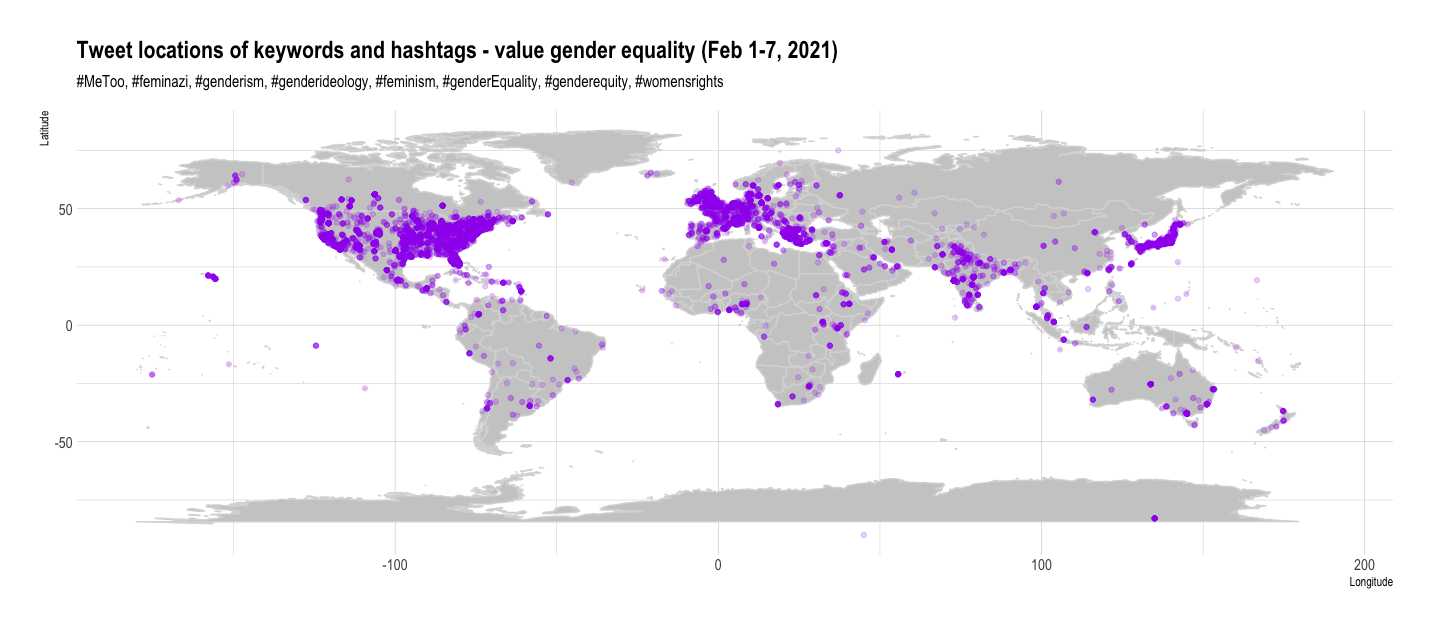 Tweet locations of keywords and hashtags - value gender equality (Feb 1-7, 2021)
#MeToo, #feminazi, #genderism, #genderideology, #feminism, #genderEquality, #genderequity, #womensrights
Latitude
50
0
-50
-100
0
100
200
Longitude